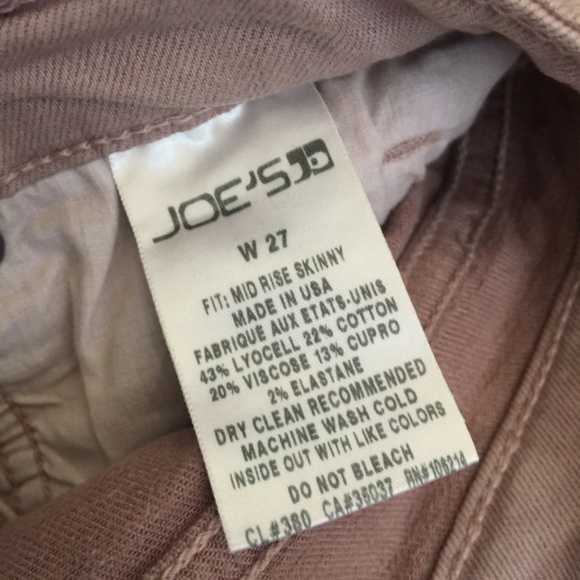 JOE'S
W 27
FIT: MID RISE SKINNY
MADE IN USA
FABRIQUE AUX ETATS-UNIS
43% LYOCELL 22% COTTON
20% VISCOSE 13% CUPRO
2% ELASTANE
DRY CLEAN RECOMMENDED
MACHINE WASH COLD
INSIDE OUT WITH LIKE COLORS
DO NOT BLEACH
CL#380 CA#36037 RN#106214